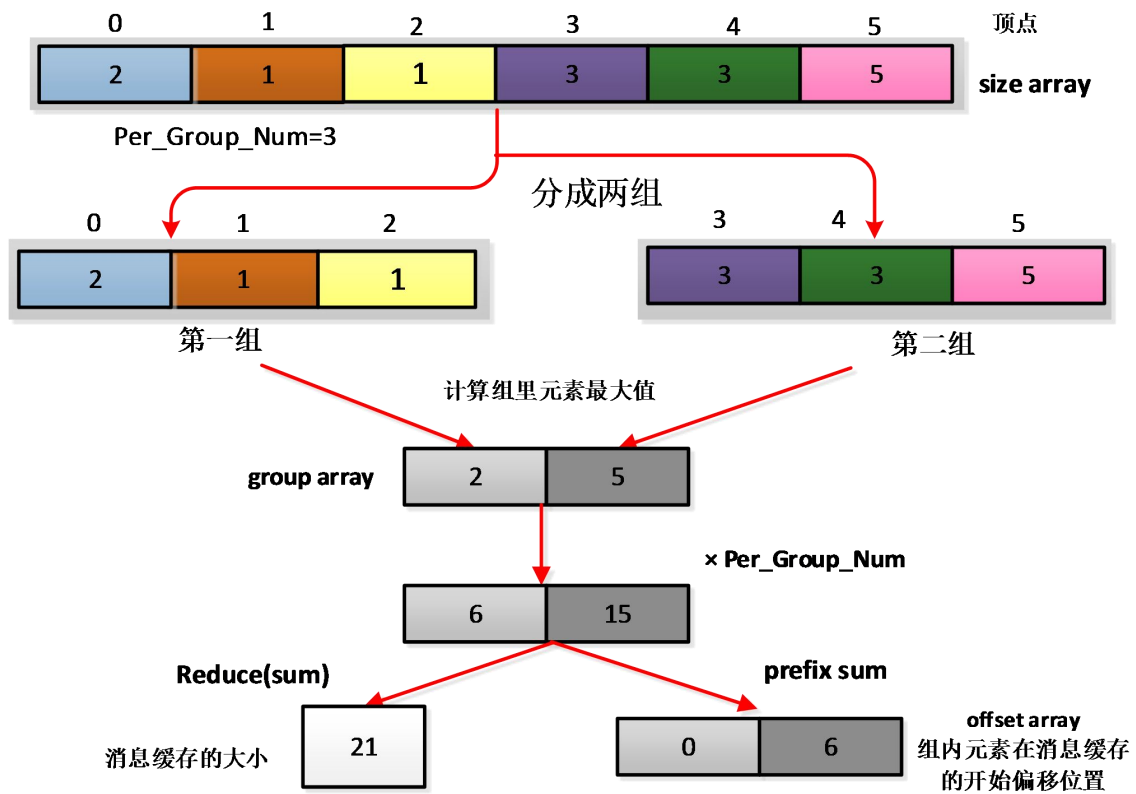 0 1 2 3 4 5 顶点
2 1 1 3 3 5 size array
Per_Group_Num=3
分成两组
0 1 2
2 1 1
第一组
3 4 5
3 3 5
第二组
计算组里元素最大值
group array 2 5
× Per_Group_Num
6 15
Reduce(sum)
prefix sum
消息缓存的大小 21
0 6
offset array
组内元素在消息缓存
的开始偏移位置